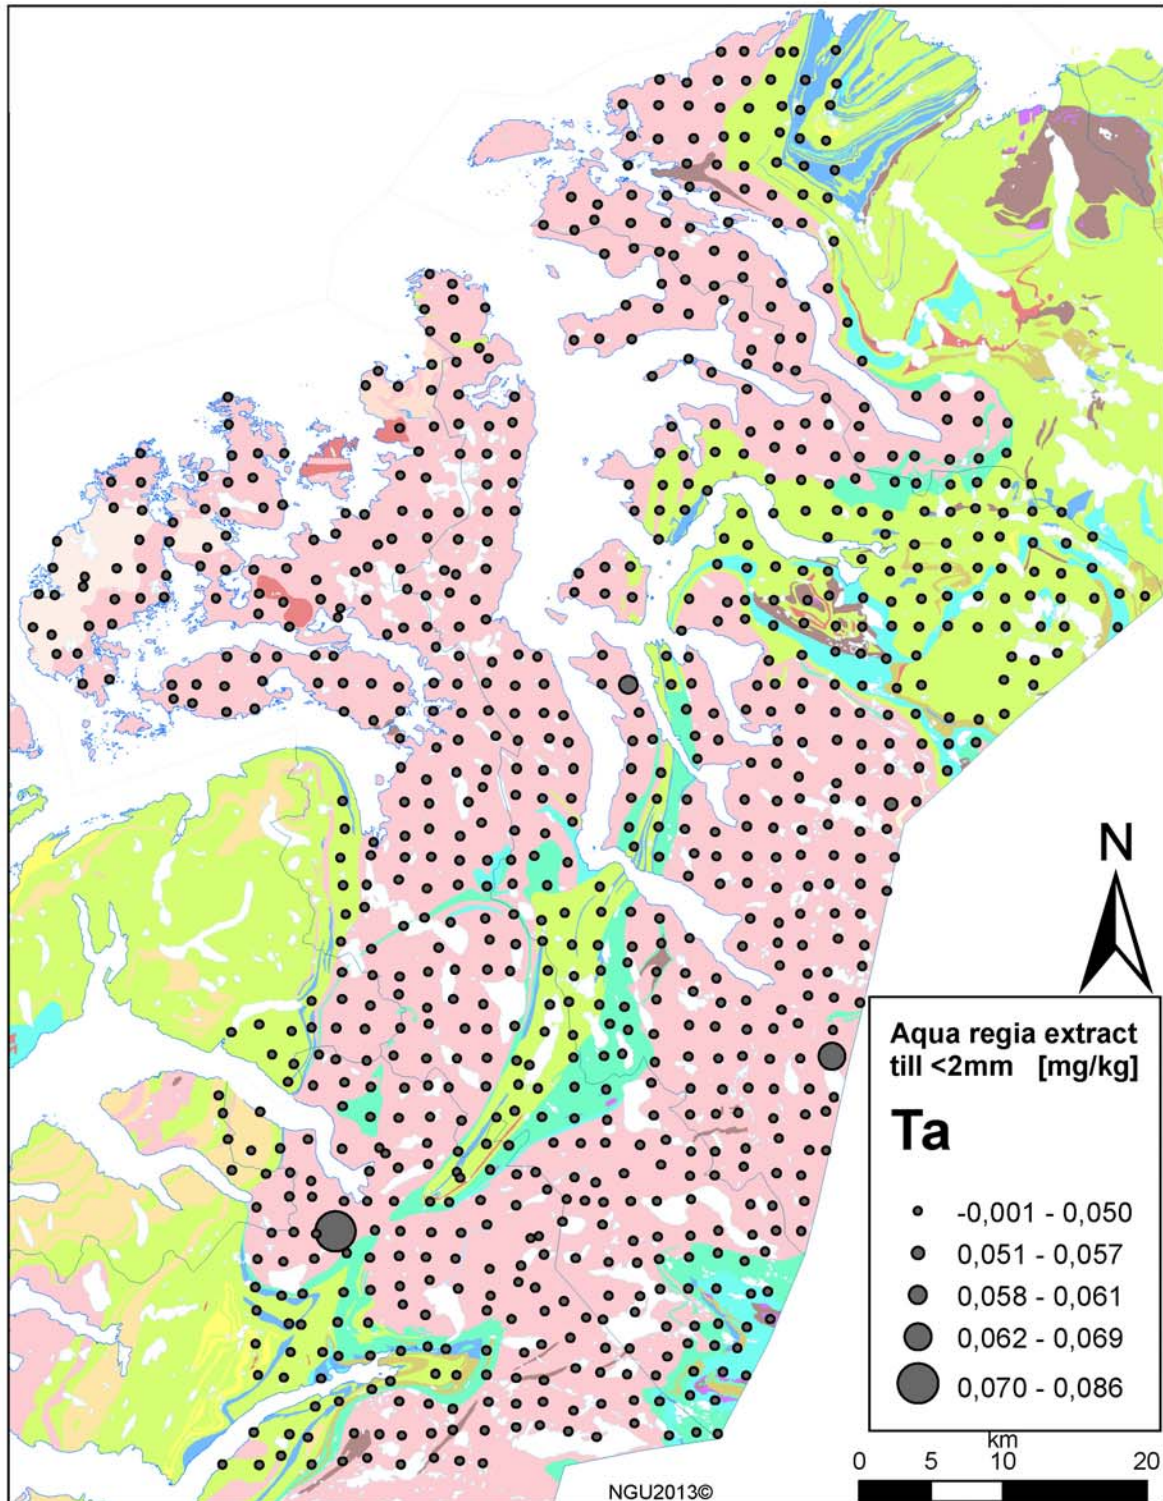 N
Aqua regia extract
till <2mm [mg/kg]
Ta
-0,001 - 0,050
0,051 - 0,057
0,058 - 0,061
0,062 - 0,069
0,070 - 0,086
km
0 5 10 20
NGU2013©